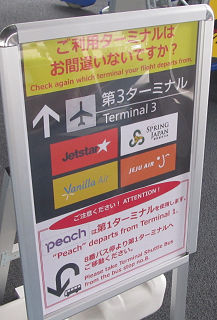 ご利用ターミナルは
お間違いないですか？
Check again which terminal your flight departs from.
第3ターミナル
Terminal 3
Jetstar
SPRING
JAPAN
Vanilla Air
JEJU air
ご注意ください! ATTENTION!
peach は第1ターミナルを使用します。
"Peach" departs from Terminal 1.
8番バス停より第1ターミナルへ
ご移動ください。
Please take Terminal Shuttle Bus
from the bus stop no.8.